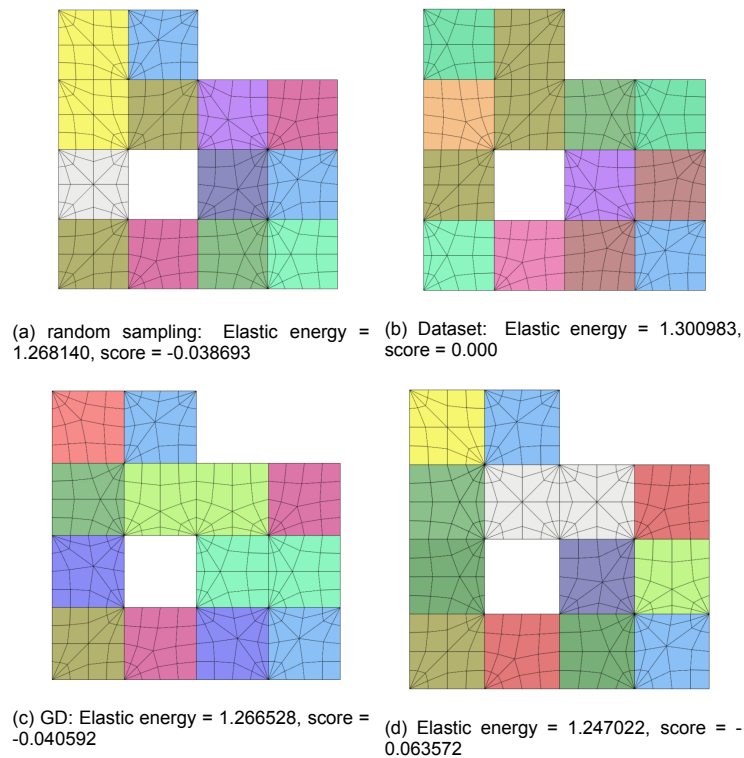 (a) random sampling: Elastic energy =
1.268140, score = -0.038693
(b) Dataset: Elastic energy = 1.300983,
score = 0.000
(c) GD: Elastic energy = 1.266528, score =
-0.040592
(d) Elastic energy = 1.247022, score = -
0.063572